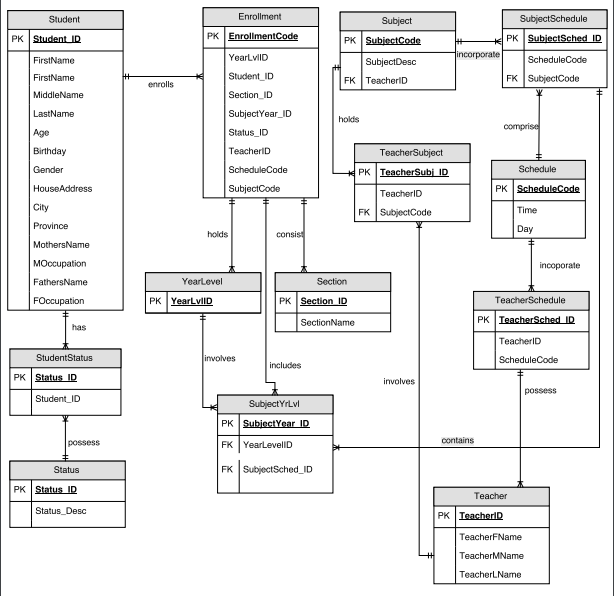 Student
PK Student_ID
FirstName
FirstName
MiddleName
LastName
Age
Birthday
Gender
HouseAddress
City
Province
MothersName
MOccupation
FathersName
FOccupation
has
StudentStatus
PK Status_ID
Student_ID
possess
Status
PK Status_ID
Status_Desc
enrolls
Enrollment
PK EnrollmentCode
YearLvlID
Student_ID
Section_ID
SubjectYear_ID
Status_ID
TeacherID
ScheduleCode
SubjectCode
holds
consist
YearLevel
PK YearLvlID
Section
PK Section_ID
SectionName
involves
includes
SubjectYrLvl
PK SubjectYear_ID
FK YearLevelID
FK SubjectSched_ID
Subject
PK SubjectCode
SubjectDesc
FK TeacherID
incorporate
holds
TeacherSubject
PK TeacherSubj_ID
TeacherID
FK SubjectCode
involves
SubjectSchedule
PK SubjectSched_ID
ScheduleCode
FK SubjectCode
comprise
Schedule
PK ScheduleCode
Time
Day
incoporate
TeacherSchedule
PK TeacherSched_ID
TeacherID
ScheduleCode
possess
contains
Teacher
PK TeacherID
TeacherFName
TeacherMName
TeacherLName